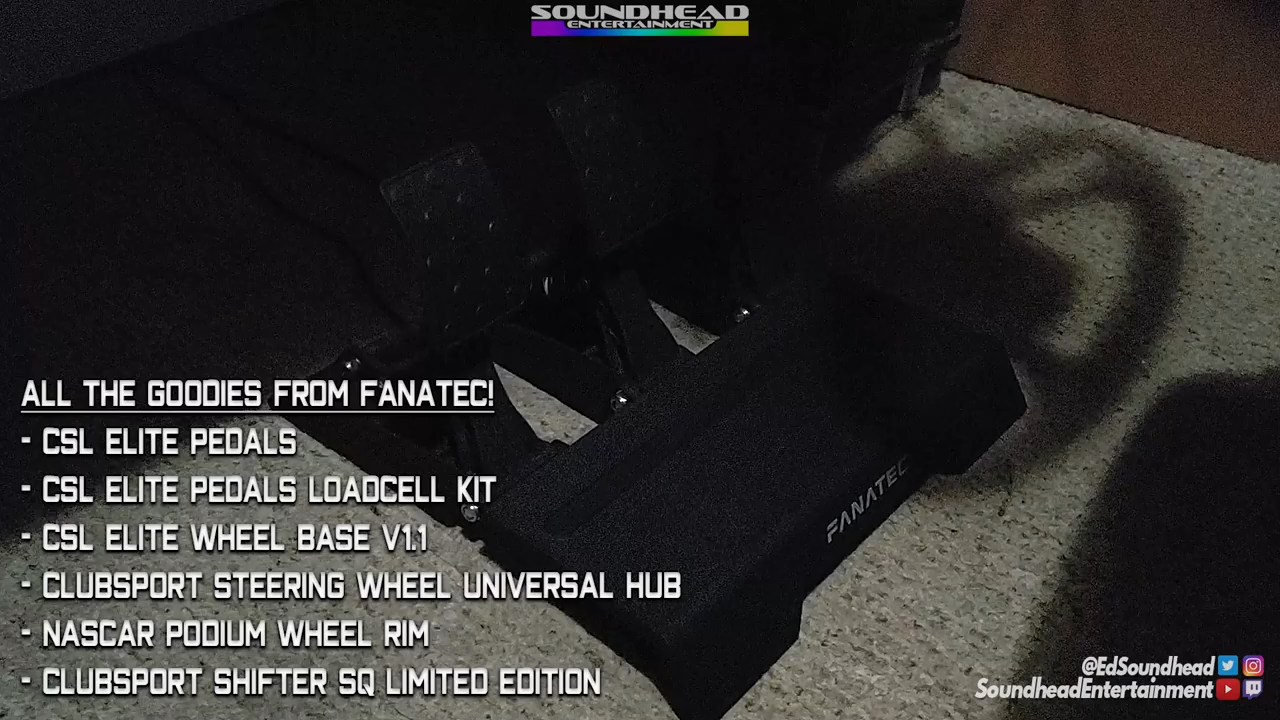 SOUNDHEAD
ENTERTAINMENT
ALL THE GOODIES FROM FANATEC!
- CSL ELITE PEDALS
- CSL ELITE PEDALS LOADCELL KIT
- CSL ELITE WHEEL BASE V1.1
- CLUBSPORT STEERING WHEEL UNIVERSAL HUB
- NASCAR PODIUM WHEEL RIM
- CLUBSPORT SHIFTER SQ LIMITED EDITION
FANATEC
@EdSoundhead
SoundheadEntertainment